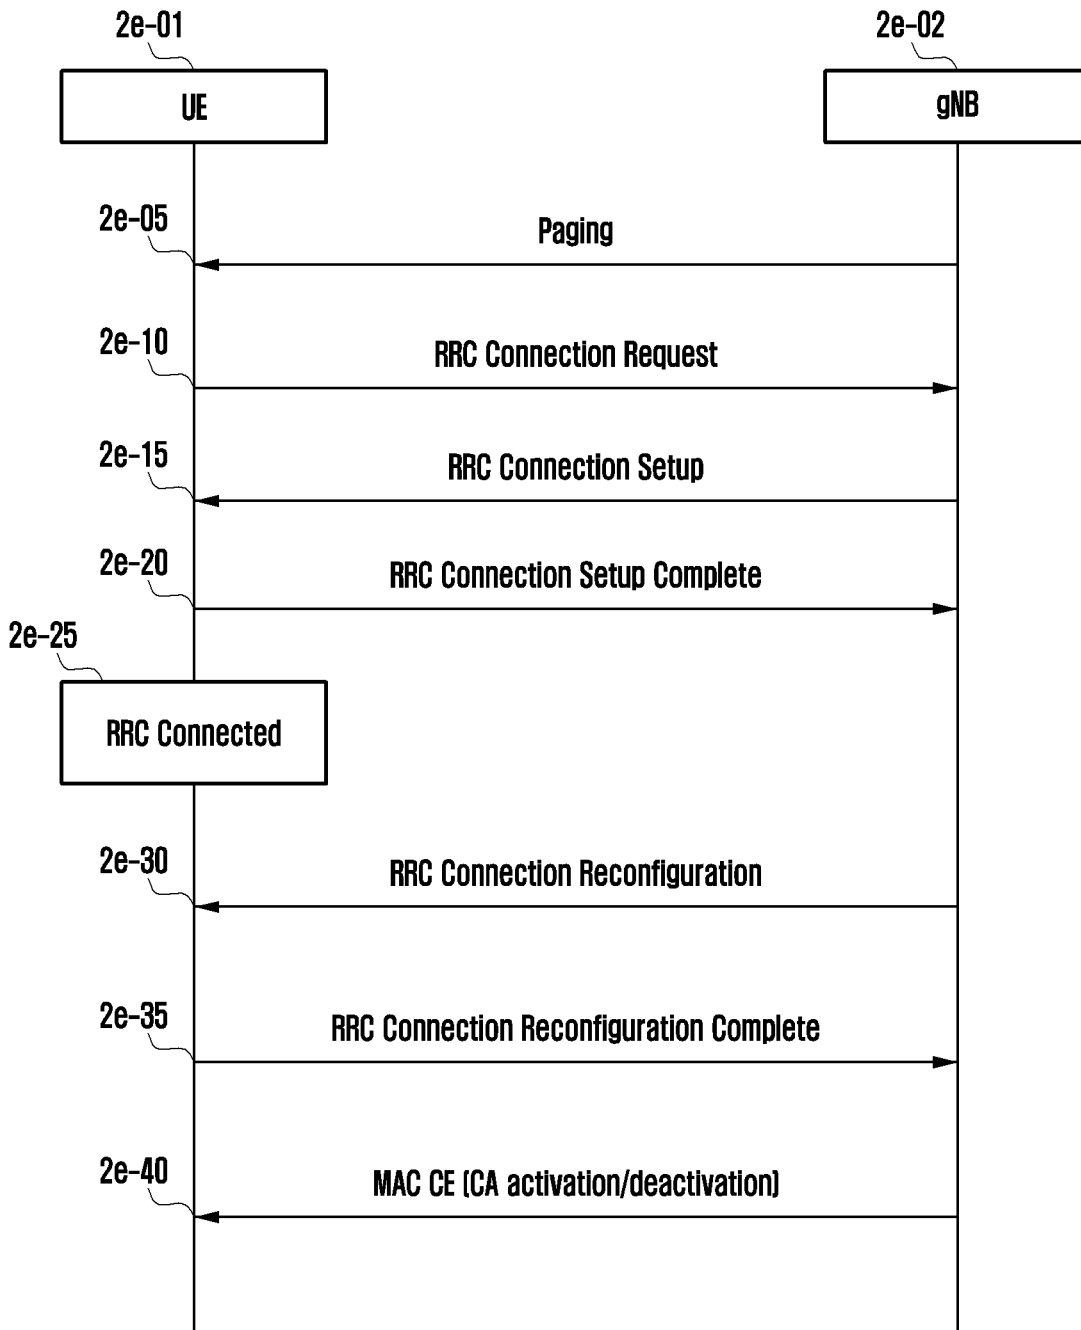 2e-01
2e-02
UE
gNB
2e-05
Paging
2e-10
RRC Connection Request
2e-15
RRC Connection Setup
2e-20
RRC Connection Setup Complete
2e-25
RRC Connected
2e-30
RRC Connection Reconfiguration
2e-35
RRC Connection Reconfiguration Complete
2e-40
MAC CE (CA activation/deactivation)